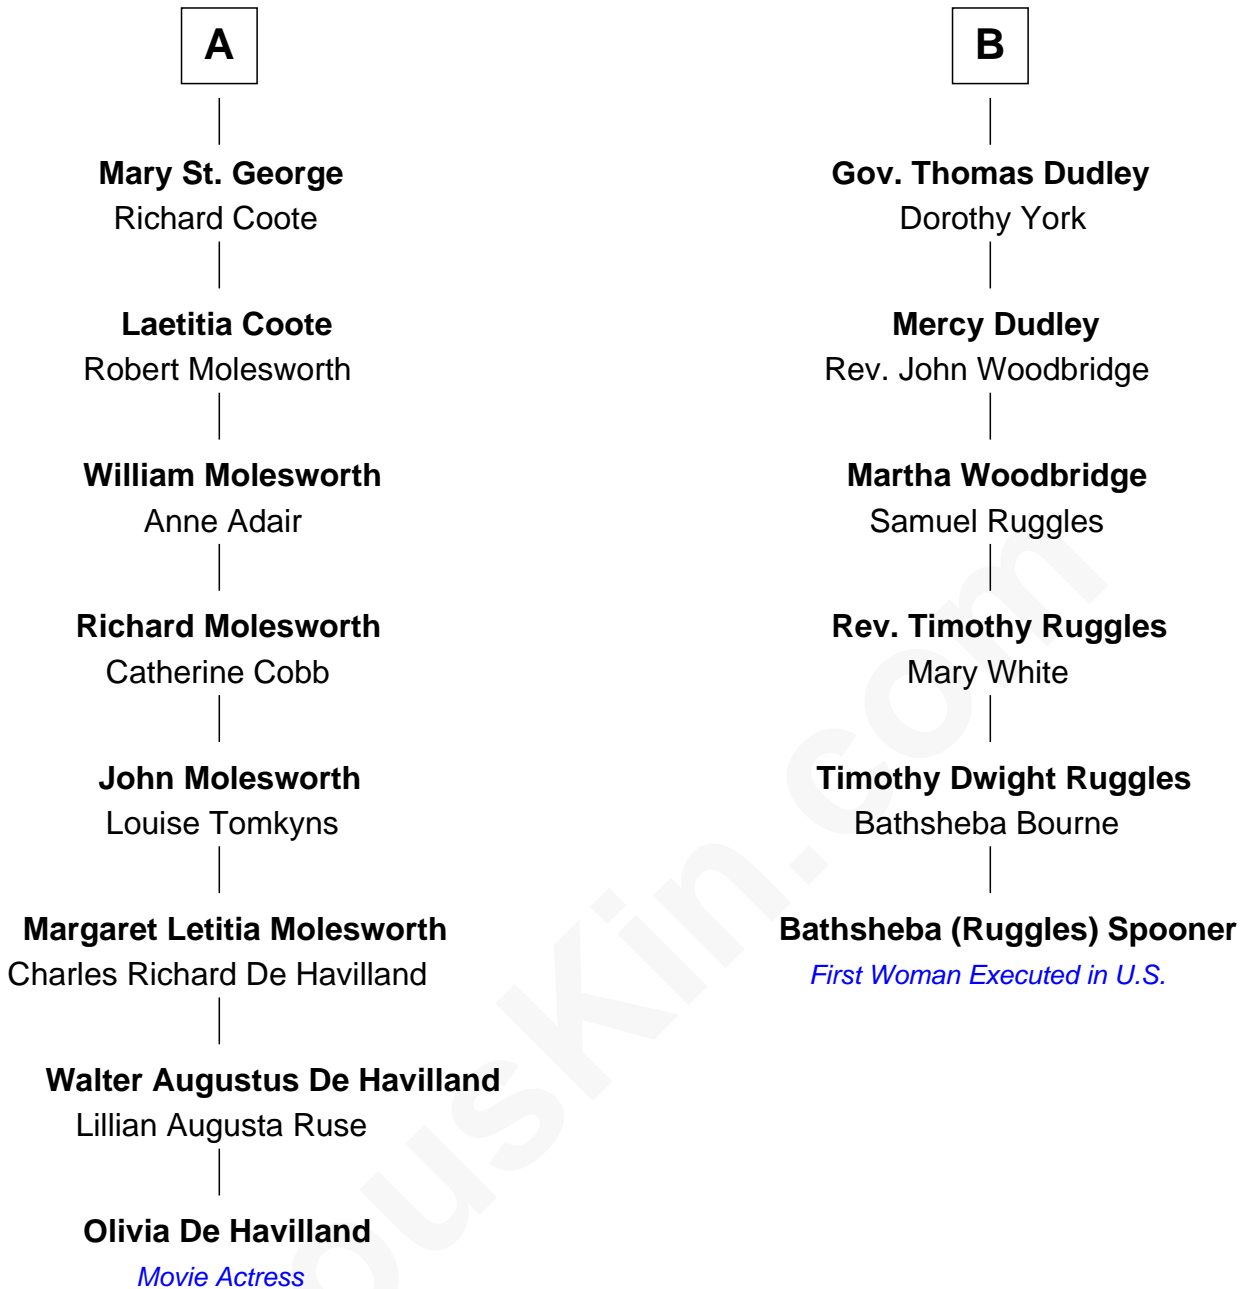 A
Mary St. George
Richard Coote
Laetitia Coote
Robert Molesworth
William Molesworth
Anne Adair
Richard Molesworth
Catherine Cobb
John Molesworth
Louise Tomkyns
Margaret Letitia Molesworth
Charles Richard De Havilland
Walter Augustus De Havilland
Lillian Augusta Ruse
Olivia De Havilland
Movie Actress
B
Gov. Thomas Dudley
Dorothy York
Mercy Dudley
Rev. John Woodbridge
Martha Woodbridge
Samuel Ruggles
Rev. Timothy Ruggles
Mary White
Timothy Dwight Ruggles
Bathsheba Bourne
Bathsheba (Ruggles) Spooner
First Woman Executed in U.S.
ousKin.com